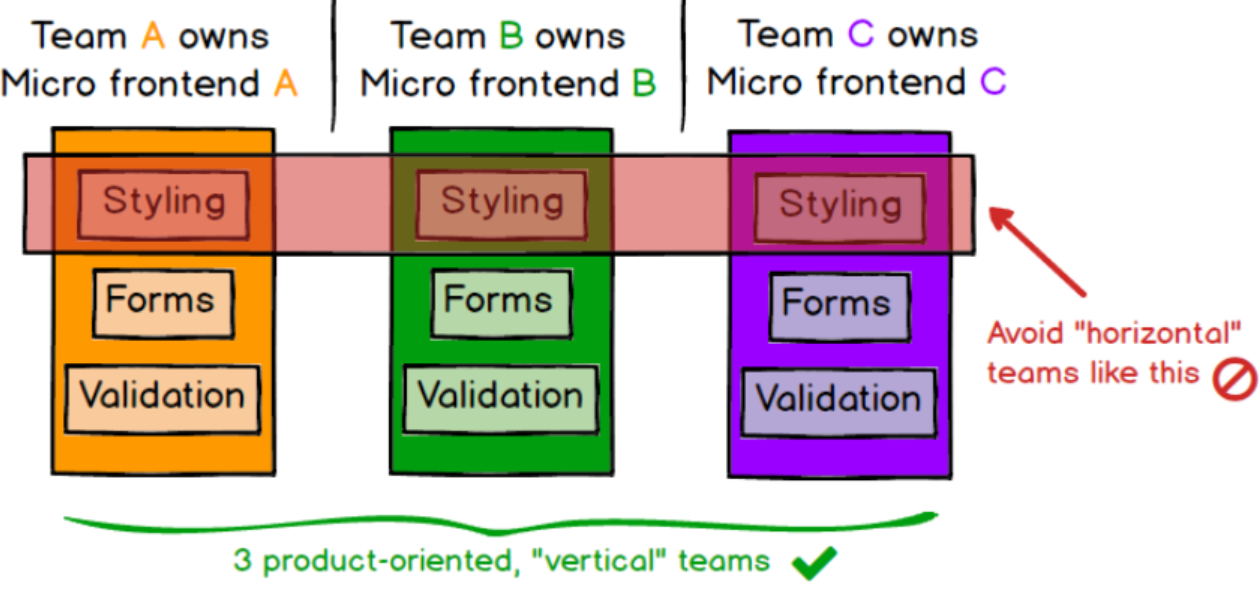 Team A owns
Micro frontend A
Team B owns
Micro frontend B
Team C owns
Micro frontend C
Styling
Forms
Validation
Styling
Forms
Validation
Styling
Forms
Validation
Avoid "horizontal"
teams like this
3 product-oriented, "vertical" teams